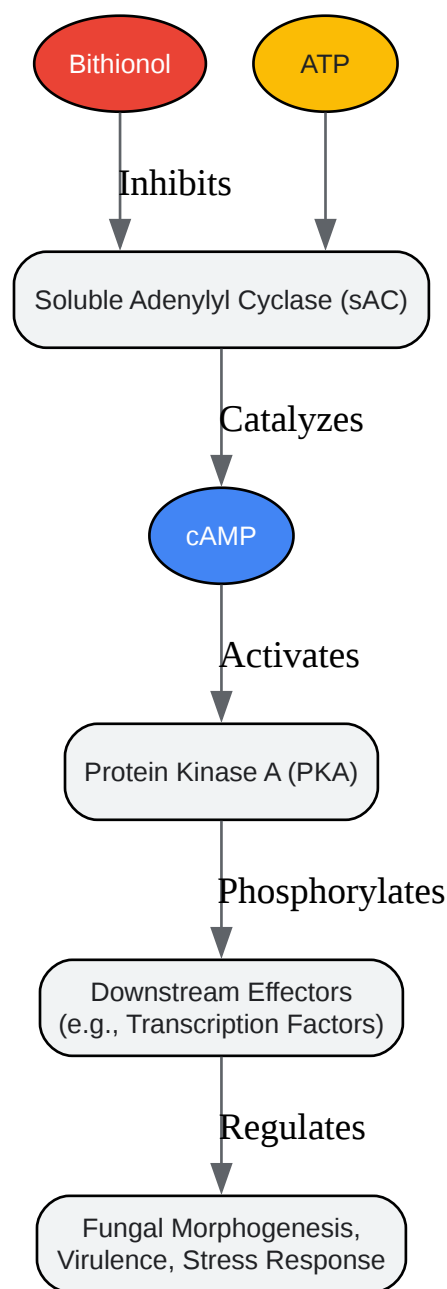 Bithionol
ATP
Inhibits
Soluble Adenylyl Cyclase (sAC)
Catalyzes
cAMP
Activates
Protein Kinase A (PKA)
Phosphorylates
Downstream Effectors
(e.g., Transcription Factors)
Regulates
Fungal Morphogenesis,
Virulence, Stress Response